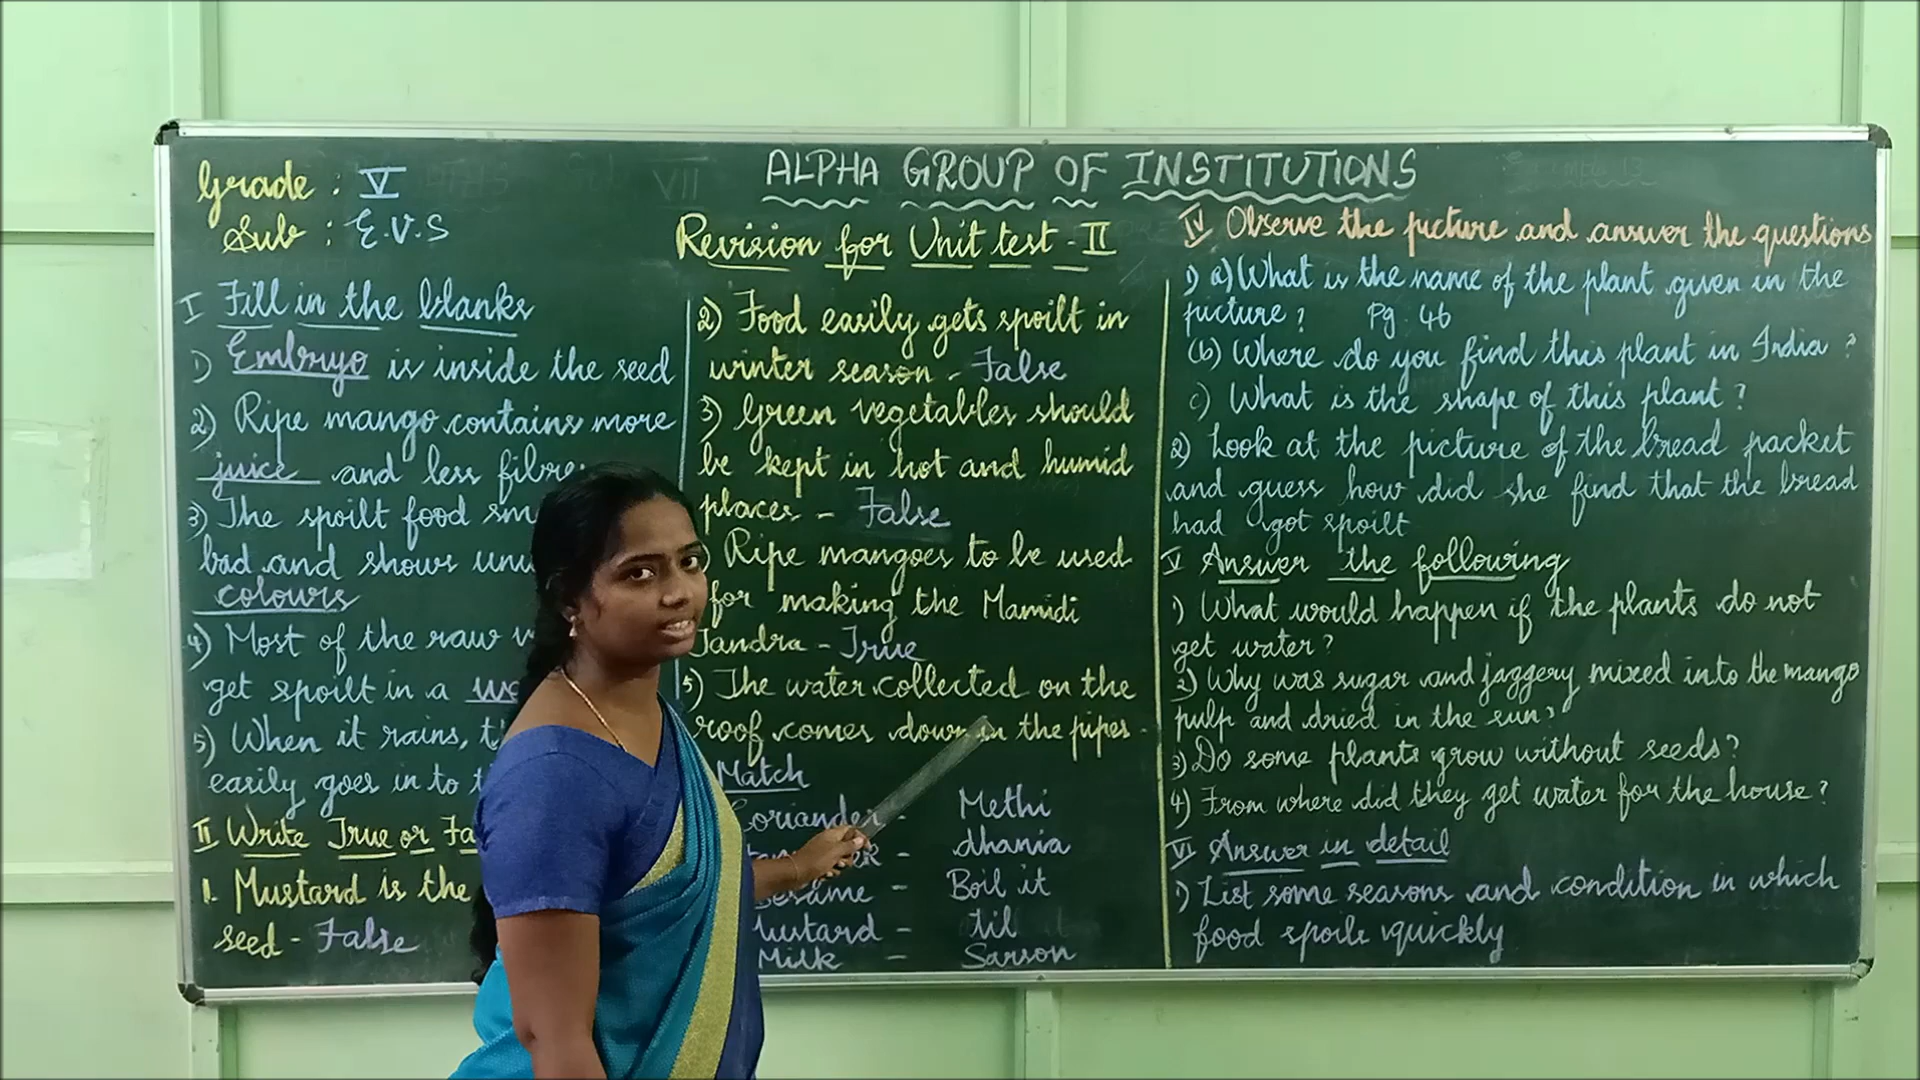 ALPHA GROUP OF INSTITUTIONS
Grade : V
Sub : E.V.S
Revision for Unit test - II
I Fill in the blanks
1) Embryo is inside the seed
2) Ripe mango contains more
juice and less fibre
3) The spoilt food
bad and shows
colours
4) Most of the raw
get spoilt in a
5) When it rains,
easily goes in to
II Write True or
1. Mustard is the
seed - False
2) Food easily gets spoilt in
winter season - False
3) Green vegetables should
be kept in hot and humid
places - False
Ripe mangoes to be used
for making the Mamidi
Tandra - True
5) The water collected on the
roof comes down in the pipes -
Match
Coriander - Methi
- dhania
Sesame - Boil it
Mustard - til
Milk - Sarson
IV Observe the picture and answer the questions
1) a) What is the name of the plant given in the
picture? Pg: 46
(b) Where do you find this plant in India?
c) What is the shape of this plant?
2) Look at the picture of the bread packet
and guess how did she find that the bread
had got spoilt
V Answer the following
1) What would happen if the plants do not
get water?
2) Why was sugar and jaggery mixed into the mango
pulp and dried in the sun?
3) Do some plants grow without seeds?
4) From where did they get water for the house?
VI Answer in detail
1) List some seasons and condition in which
food spoils quickly